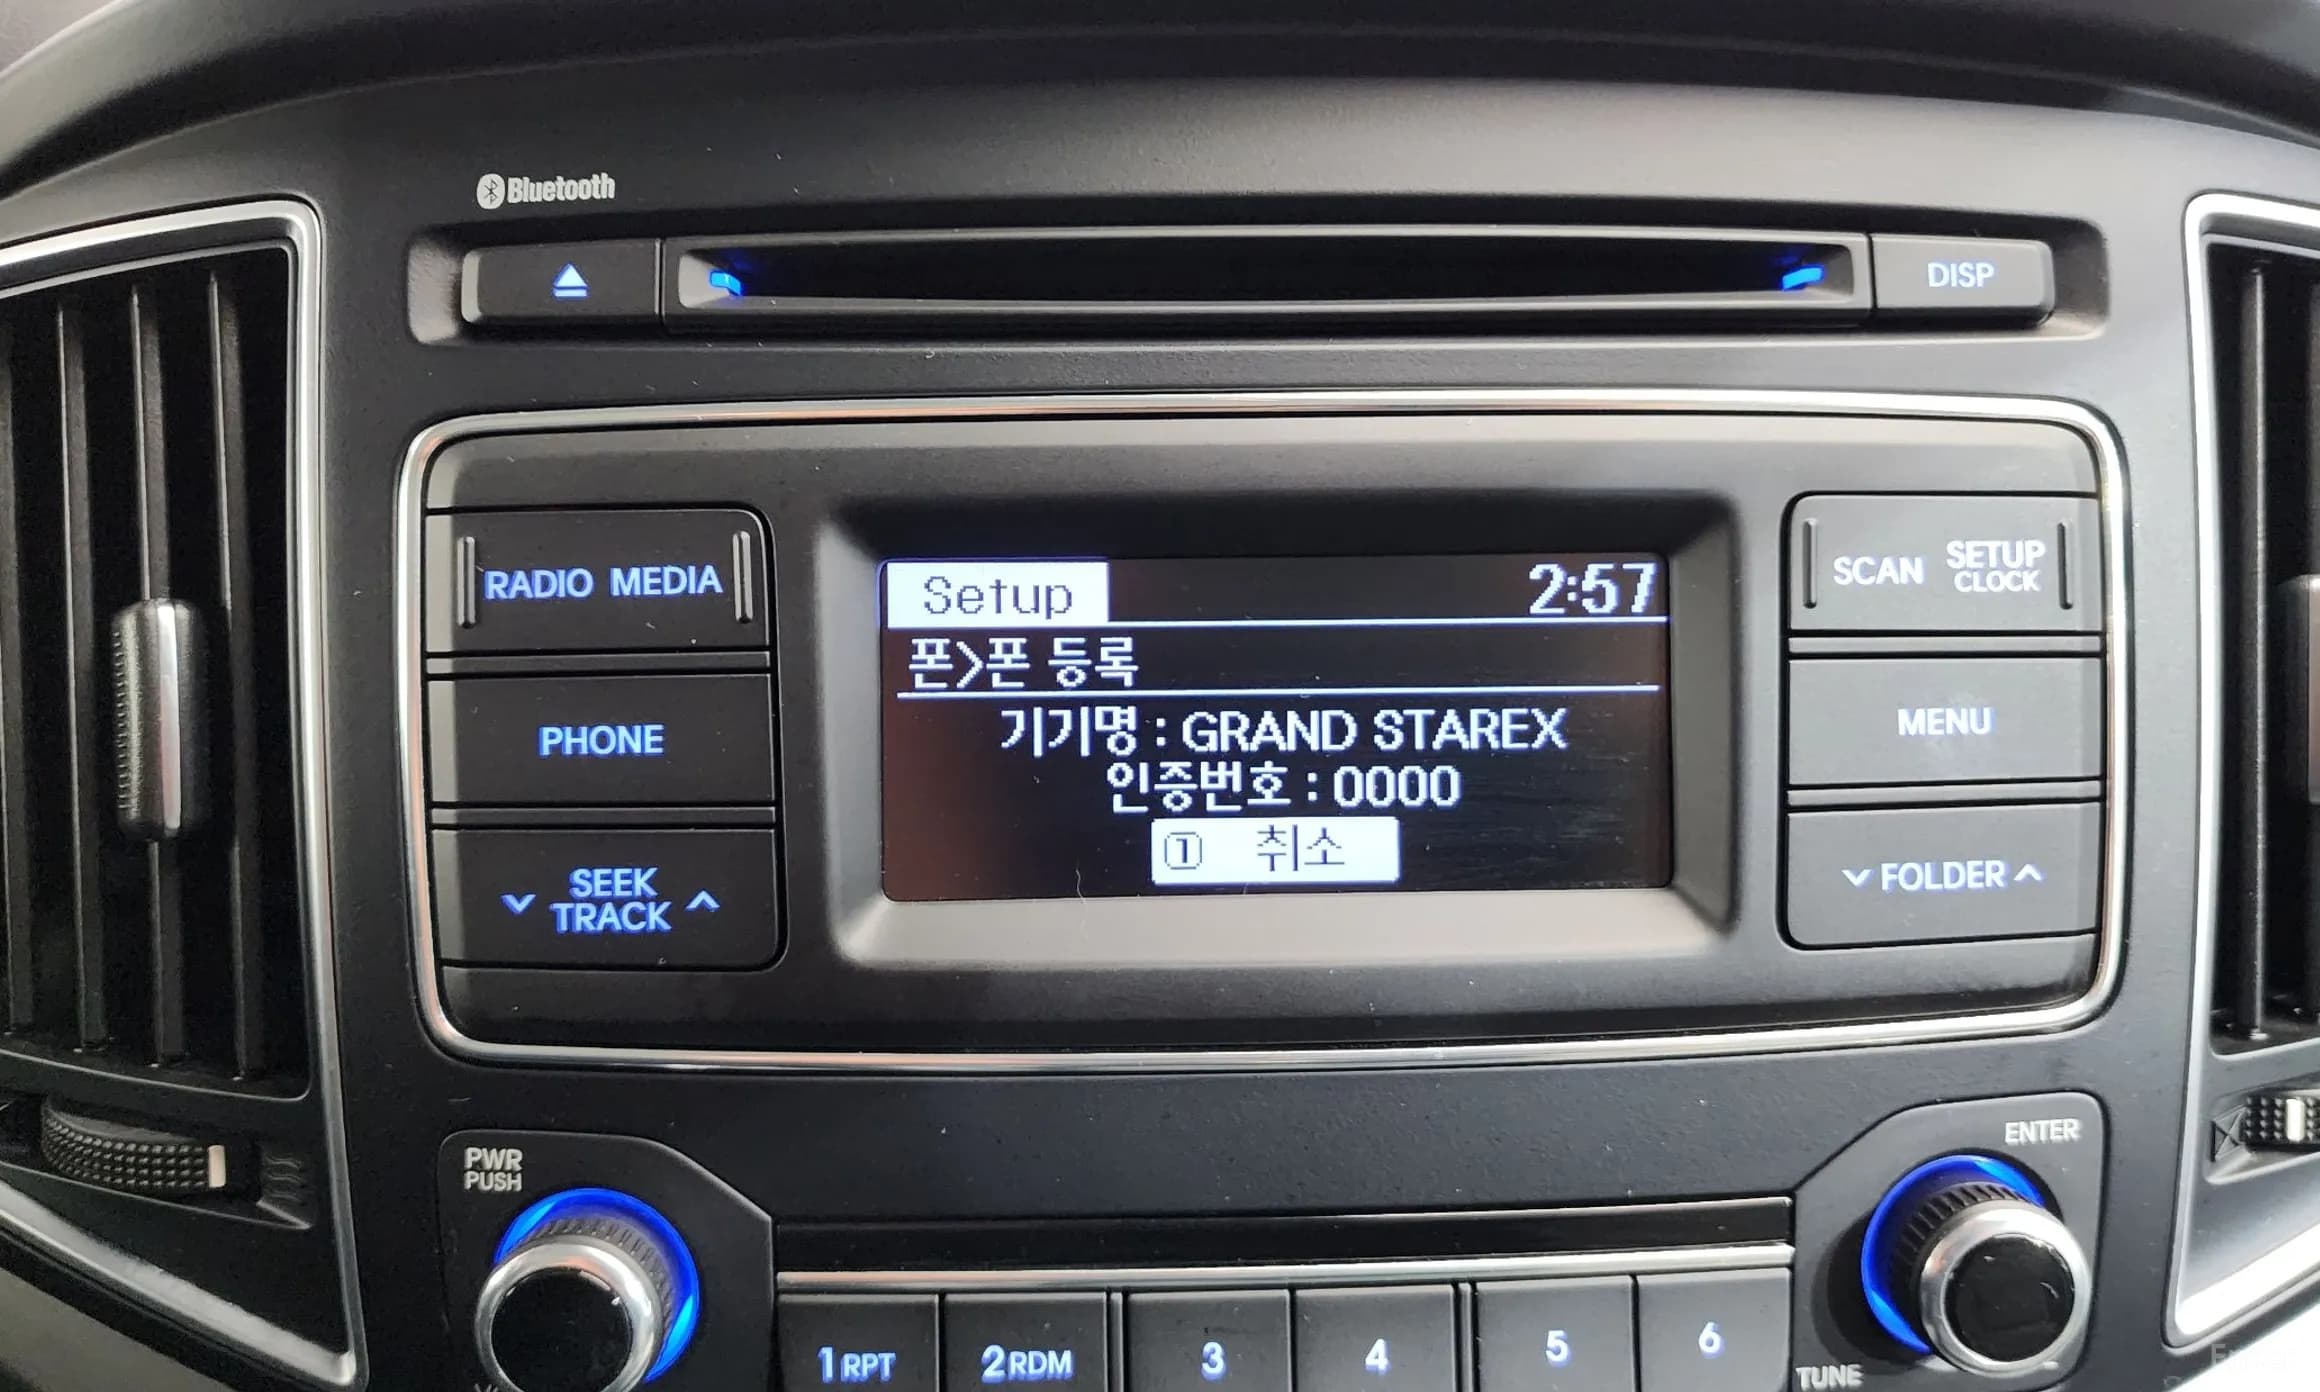 Bluetooth
DISP
RADIO MEDIA
SCAN SETUP CLOCK
Setup 2:57
폰>폰 등록
PHONE
기기명 : GRAND STAREX
MENU
인증번호 : 0000
① 취소
SEEK TRACK
FOLDER
PWR PUSH
ENTER
1 RPT
2 RDM
3
4
5
6
TUNE